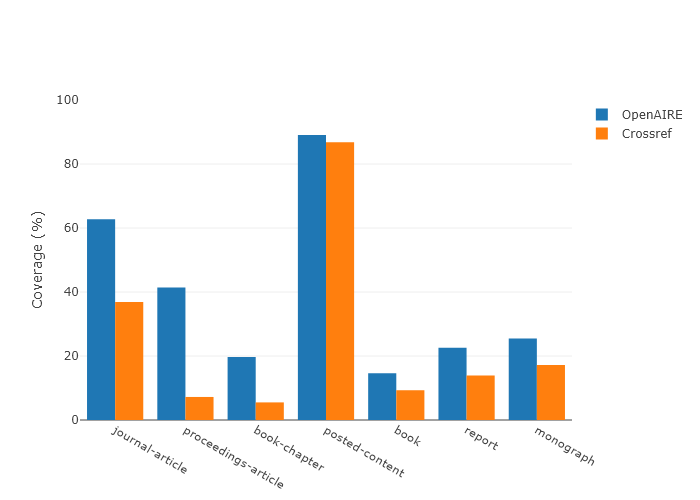 100
80
60
40
20
0
Coverage (%)
journal-article
proceedings-article
book-chapter
posted-content
book
report
monograph
OpenAIRE
Crossref